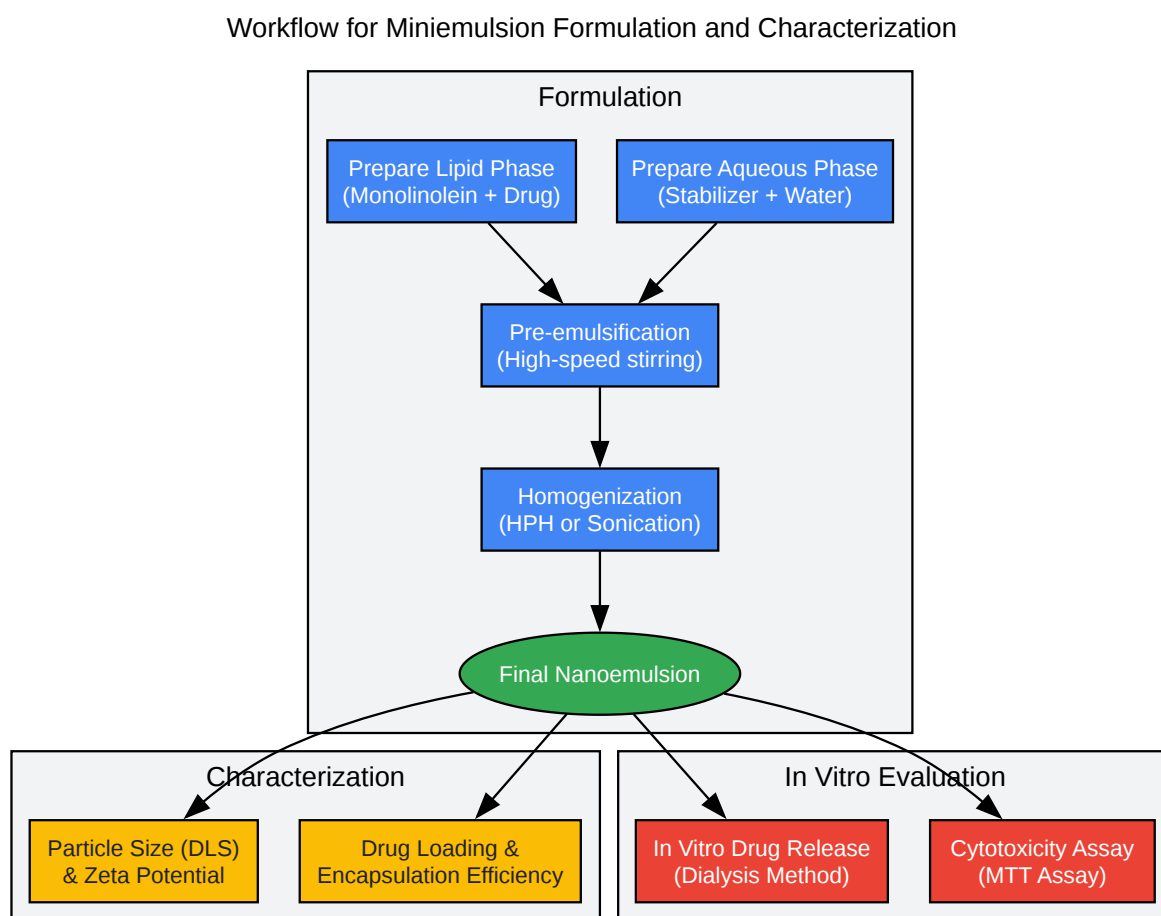 Workflow for Miniemulsion Formulation and Characterization
Formulation
Prepare Lipid Phase
(Monolinolein + Drug)
Prepare Aqueous Phase
(Stabilizer + Water)
Pre-emulsification
(High-speed stirring)
Homogenization
(HPH or Sonication)
Final Nanoemulsion
Characterization
Particle Size (DLS)
& Zeta Potential
Drug Loading &
Encapsulation Efficiency
In Vitro Evaluation
In Vitro Drug Release
(Dialysis Method)
Cytotoxicity Assay
(MTT Assay)